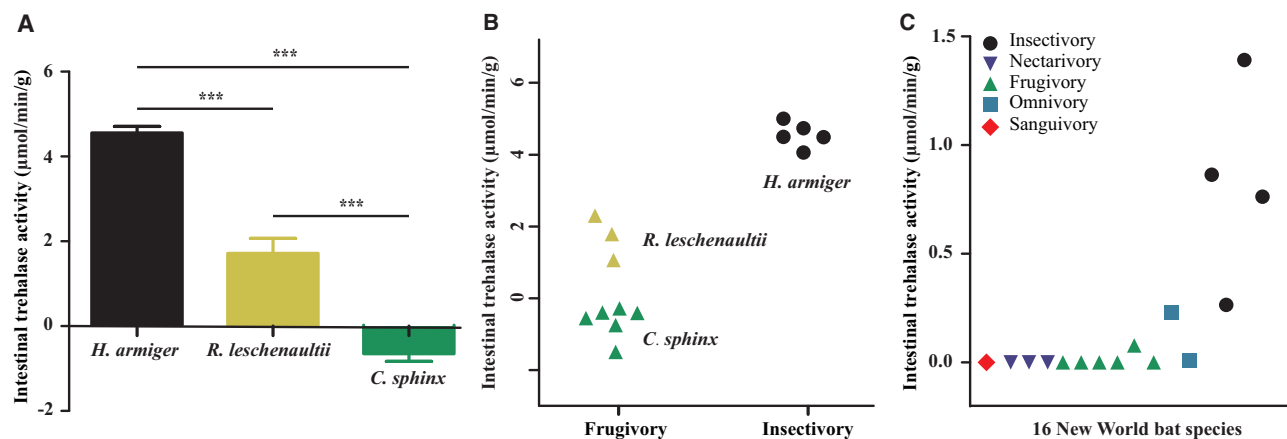 A
Intestinal trehalase activity (μmol/min/g)
6
4
2
0
-2
***
***
***
H. armiger
R. leschenaultii
C. sphinx
B
Intestinal trehalase activity (μmol/min/g)
6
4
2
0
H. armiger
R. leschenaultii
C. sphinx
Frugivory
Insectivory
C
Intestinal trehalase activity (μmol/min/g)
1.5
1.0
0.5
0.0
Insectivory
Nectarivory
Frugivory
Omnivory
Sanguivory
16 New World bat species